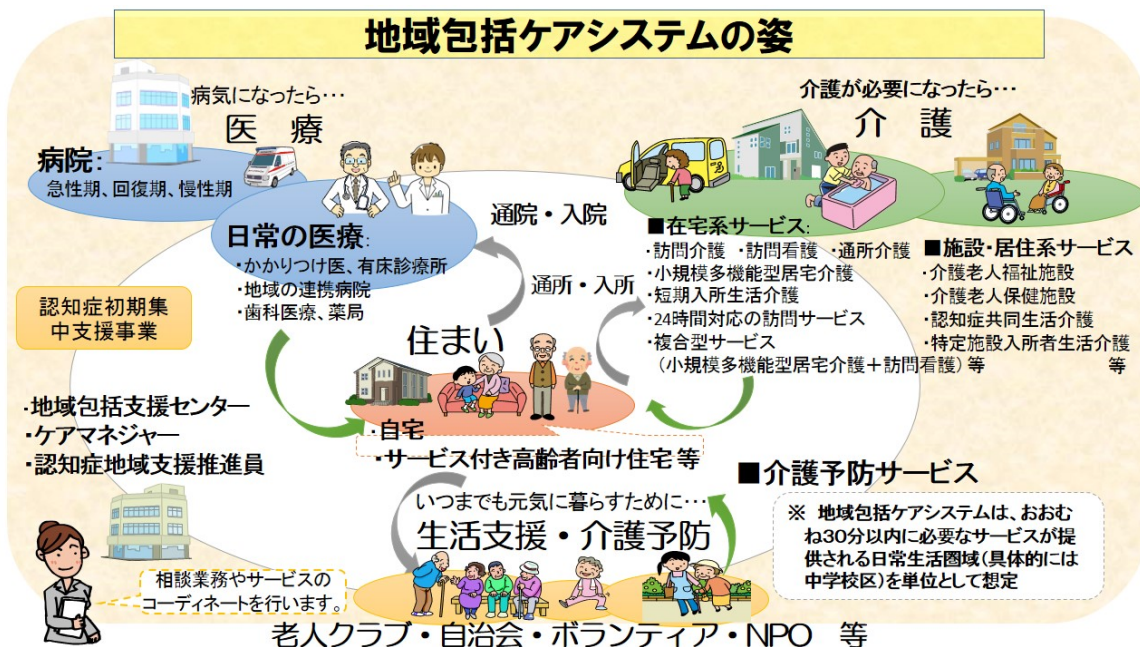 地域包括ケアシステムの姿
病気になったら…
医　療
病院:
急性期、回復期、慢性期
日常の医療:
・かかりつけ医、有床診療所
・地域の連携病院
・歯科医療、薬局
通院・入院
通所・入所
介護が必要になったら…
介　護
■在宅系サービス:
・訪問介護　・訪問看護　・通所介護
・小規模多機能型居宅介護
・短期入所生活介護
・24時間対応の訪問サービス
・複合型サービス
（小規模多機能型居宅介護＋訪問看護）等
■施設・居住系サービス
・介護老人福祉施設
・介護老人保健施設
・認知症共同生活介護
・特定施設入所者生活介護
等
認知症初期集
中支援事業
住まい
・自宅
・サービス付き高齢者向け住宅 等
・地域包括支援センター
・ケアマネジャー
・認知症地域支援推進員
相談業務やサービスの
コーディネートを行います。
いつまでも元気に暮らすために…
生活支援・介護予防
■介護予防サービス
※ 地域包括ケアシステムは、おおむ
ね30分以内に必要なサービスが提
供される日常生活圏域（具体的には
中学校区）を単位として想定
老人クラブ・自治会・ボランティア・NPO　等